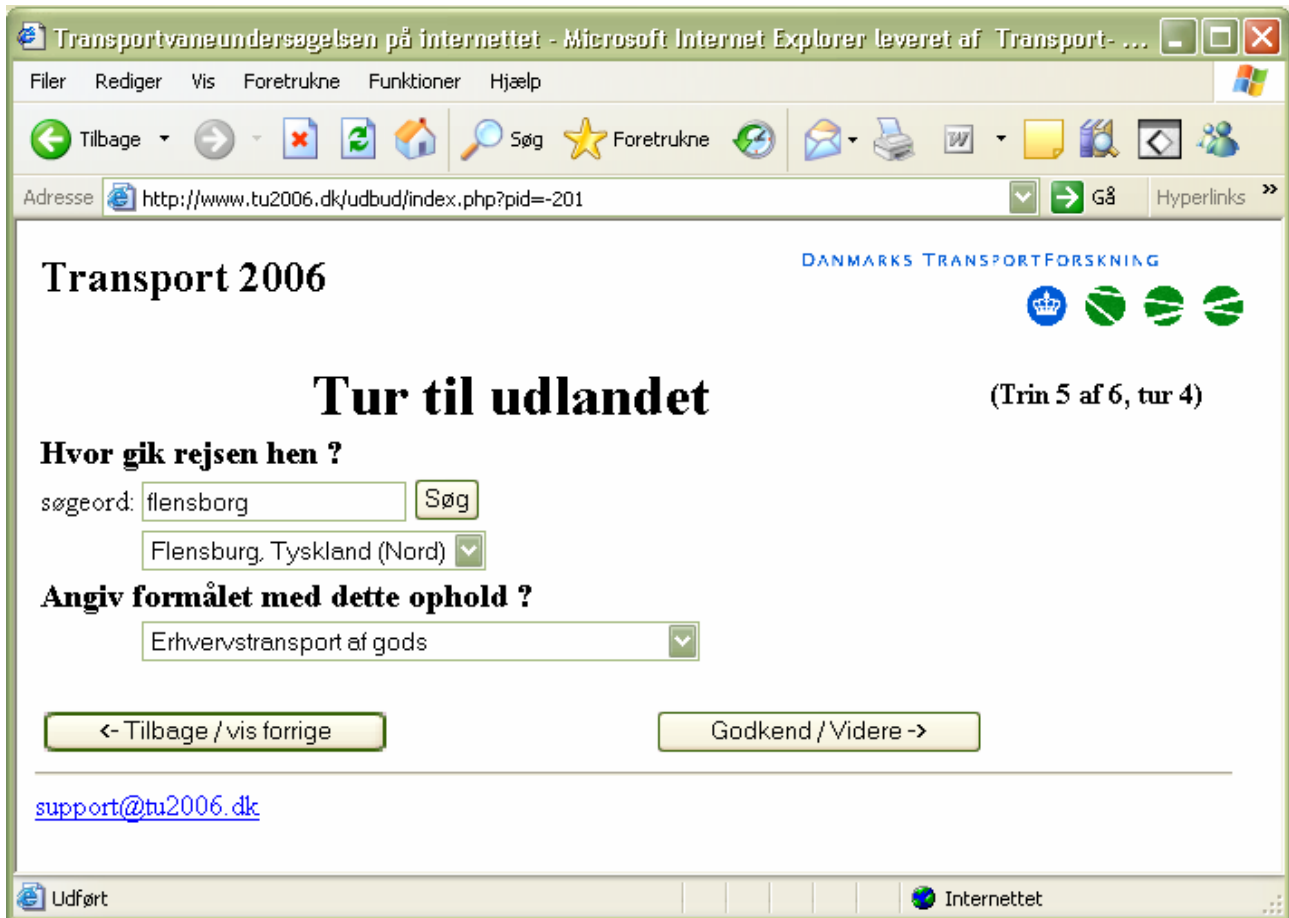 Transportvaneundersøgelsen på internettet - Microsoft Internet Explorer leveret af Transport- ...
Filer Rediger Vis Foretrukne Funktioner Hjælp
Tilbage Søg Foretrukne W
Adresse http://www.tu2006.dk/udbud/index.php?pid=-201 Gå Hyperlinks »
Transport 2006
DANMARKS TRANSPORTFORSKNING
Tur til udlandet
(Trin 5 af 6, tur 4)
Hvor gik rejsen hen ?
søgeord: flensborg Søg
Flensburg, Tyskland (Nord)
Angiv formålet med dette ophold ?
Erhvervstransport af gods
<- Tilbage / vis forrige Godkend / Videre ->
support@tu2006.dk
Udført Internettet